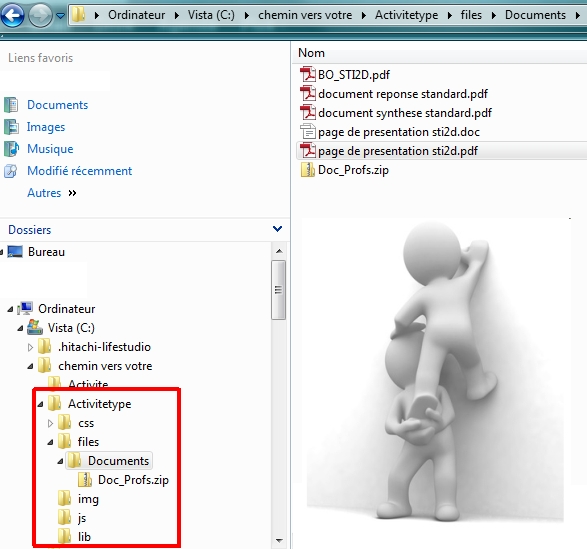 Ordinateur Vista (C:) chemin vers votre Activitetype files Documents
Liens favoris
Documents
Images
Musique
Modifié récemment
Autres »
Dossiers
Bureau
Ordinateur
Vista (C:)
.hitachi-lifestudio
chemin vers votre
Activite
Activitetype
css
files
Documents
Doc_Profs.zip
img
js
lib
Nom
BO_STI2D.pdf
document reponse standard.pdf
document synthese standard.pdf
page de presentation sti2d.doc
page de presentation sti2d.pdf
Doc_Profs.zip